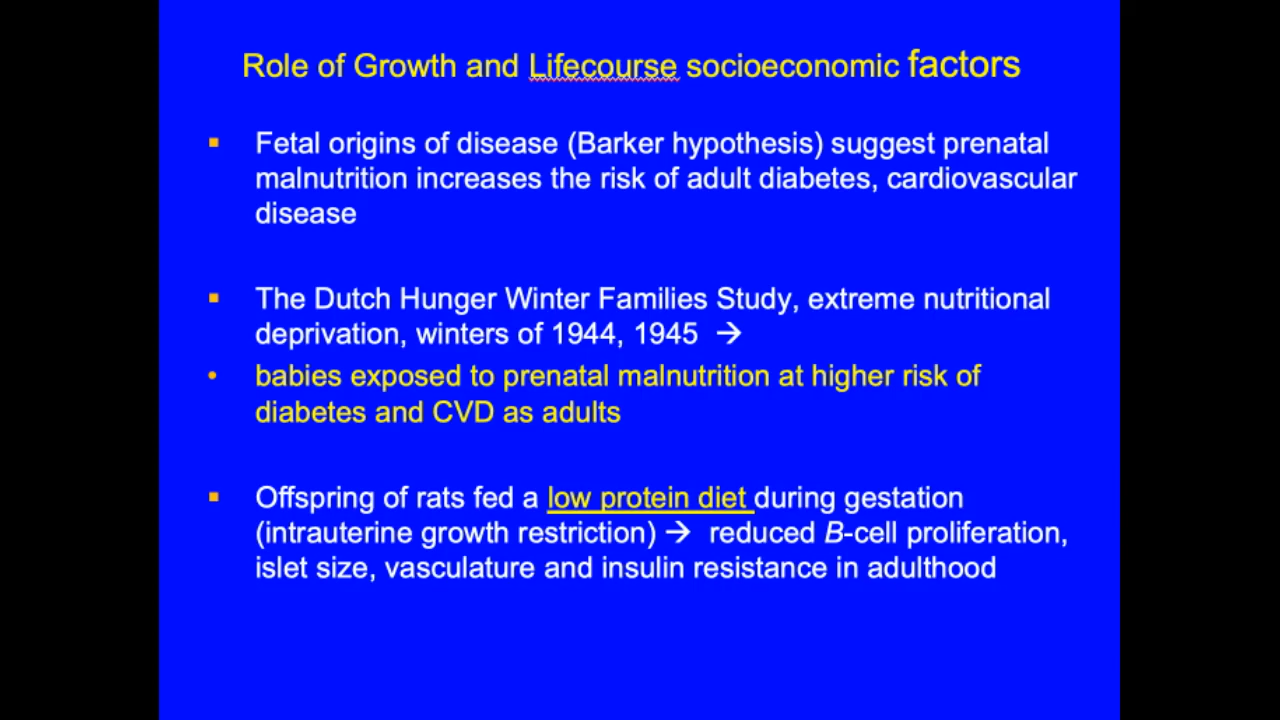 Role of Growth and Lifecourse socioeconomic factors
▪ Fetal origins of disease (Barker hypothesis) suggest prenatal
malnutrition increases the risk of adult diabetes, cardiovascular
disease
▪ The Dutch Hunger Winter Families Study, extreme nutritional
deprivation, winters of 1944, 1945 →
• babies exposed to prenatal malnutrition at higher risk of
diabetes and CVD as adults
▪ Offspring of rats fed a low protein diet during gestation
(intrauterine growth restriction) → reduced B-cell proliferation,
islet size, vasculature and insulin resistance in adulthood